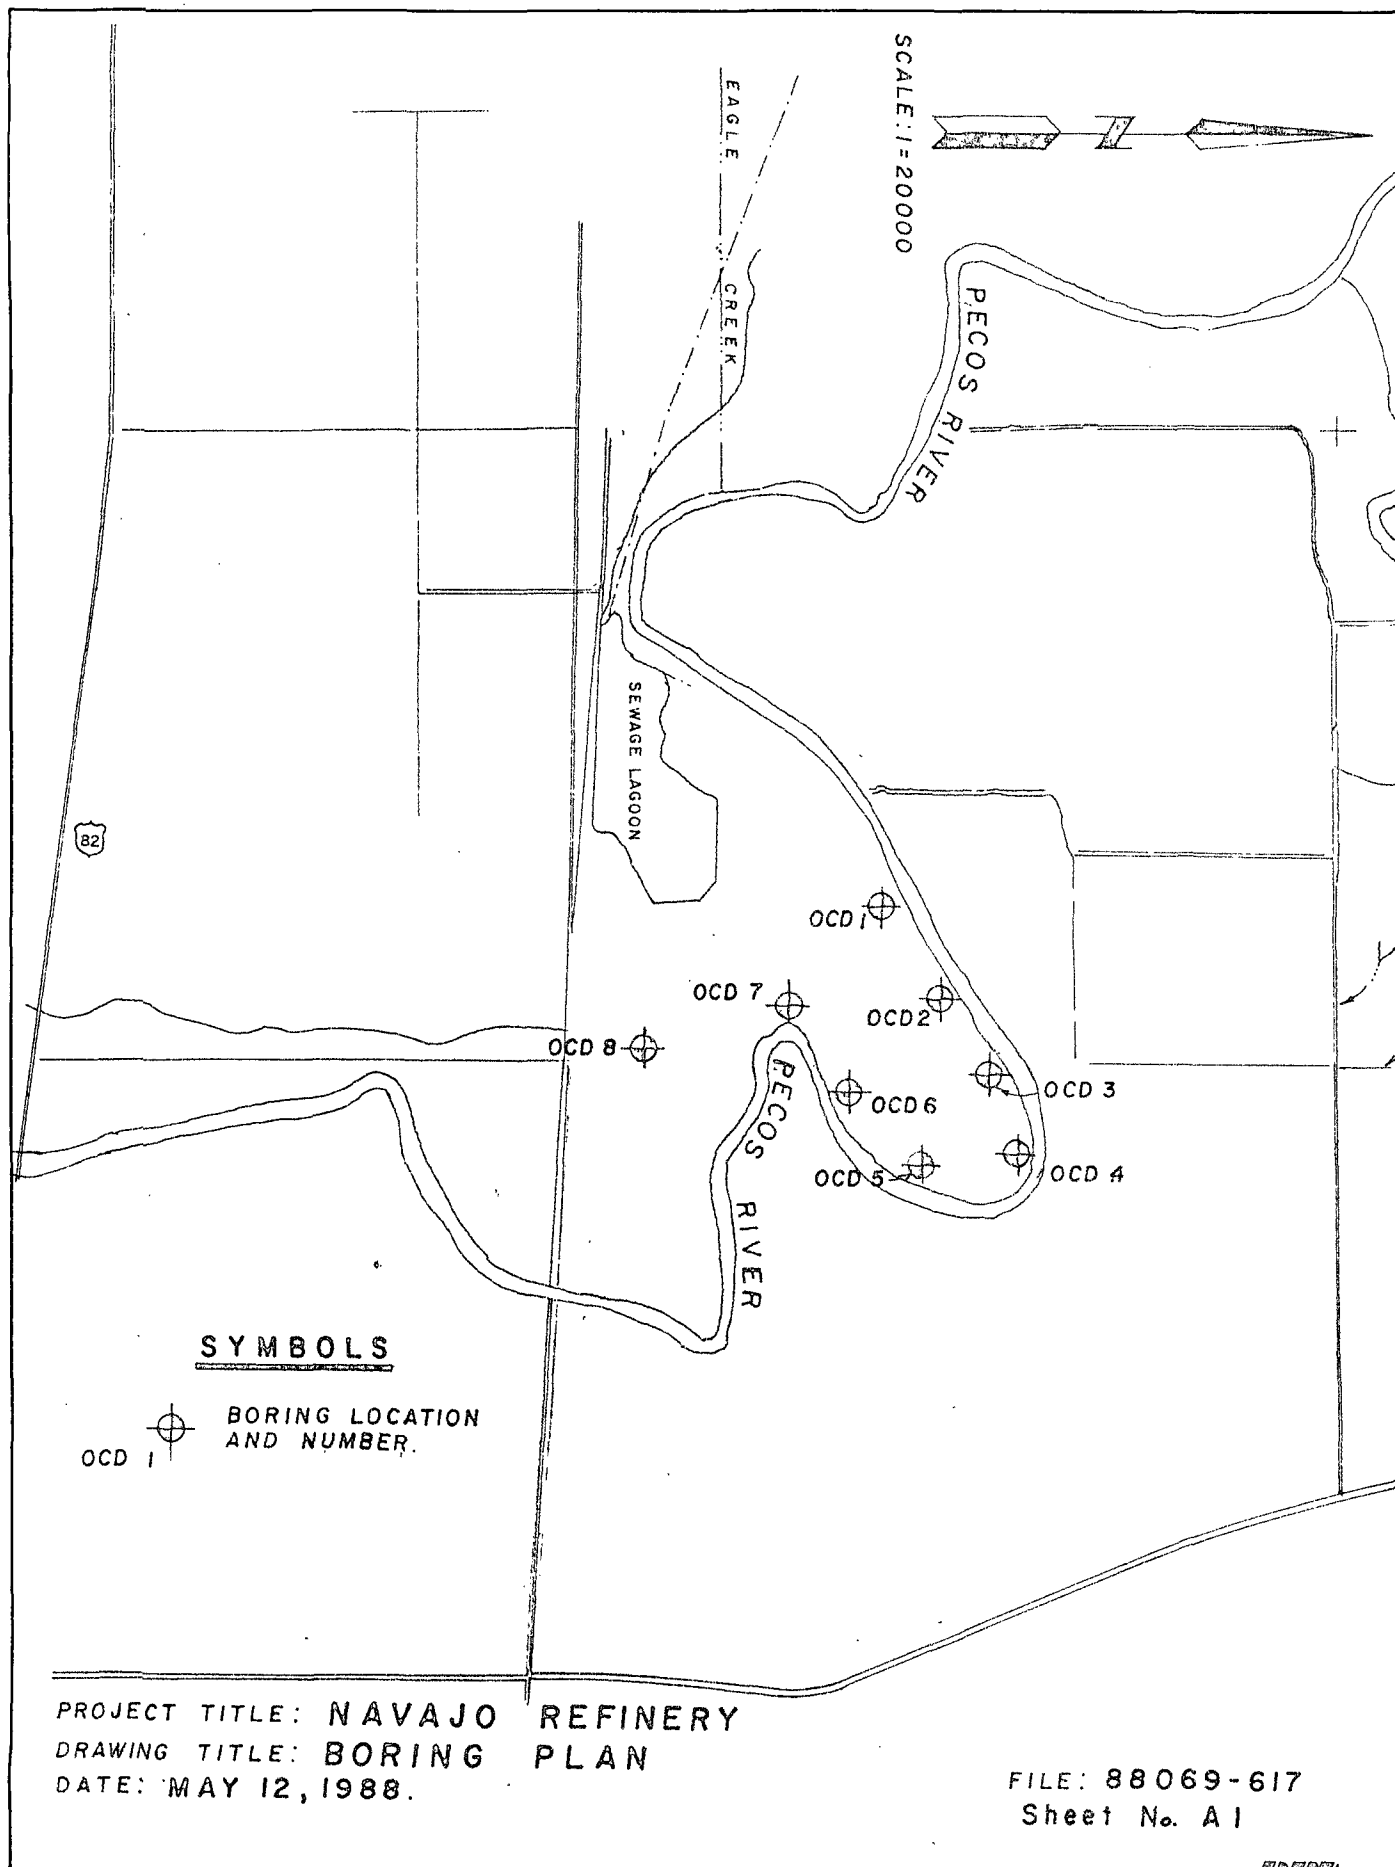 SCALE: 1 = 20000
N
EAGLE CREEK
PECOS RIVER
SEWAGE LAGOON
82
OCD 1
OCD 7
OCD 2
OCD 8
OCD 3
OCD 6
OCD 5
OCD 4
PECOS RIVER
SYMBOLS
BORING LOCATION
AND NUMBER.
OCD 1
PROJECT TITLE: NAVAJO REFINERY
DRAWING TITLE: BORING PLAN
DATE: MAY 12, 1988.
FILE: 88069-617
Sheet No. A1